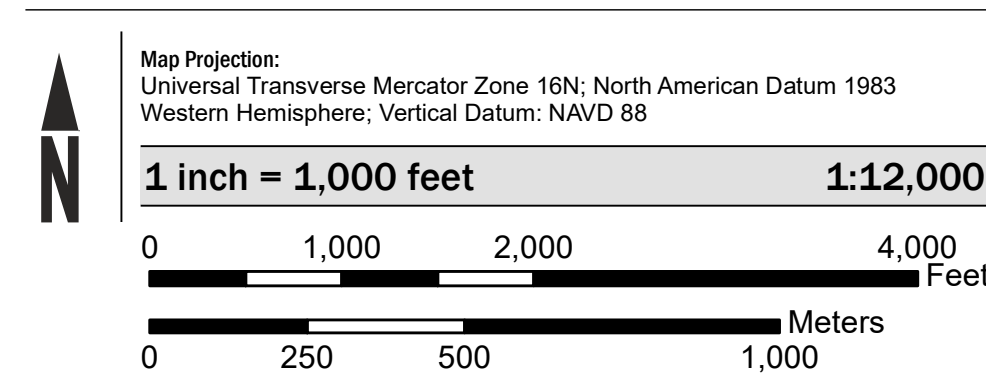 N
Map Projection:
Universal Transverse Mercator Zone 16N; North American Datum 1983
Western Hemisphere; Vertical Datum: NAVD 88
1 inch = 1,000 feet 1:12,000
0 1,000 2,000 4,000
Feet
Meters
0 250 500 1,000